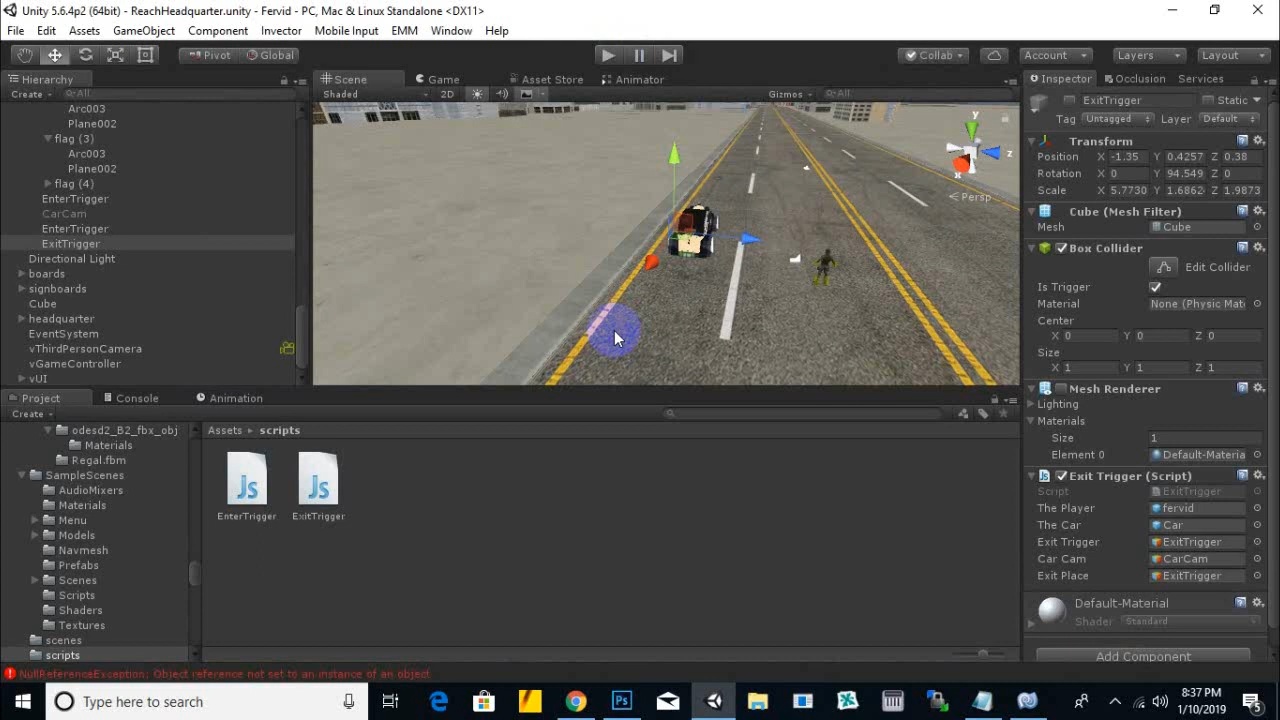 Unity 5.6.4p2 (64bit) - ReachHeadquarter.unity - Fervid - PC, Mac & Linux Standalone <DX11>
File Edit Assets GameObject Component Invector Mobile Input EMM Window Help
Pivot Global Collab Account Layers Layout
Hierarchy
Create All
Arc003
Plane002
flag (3)
Arc003
Plane002
flag (4)
EnterTrigger
CarCam
EnterTrigger
ExitTrigger
Directional Light
boards
signboards
Cube
headquarter
EventSystem
vThirdPersonCamera
vGameController
vUI
Scene Game Asset Store Animator
Shaded 2D Gizmos All
y
z
x
Persp
Inspector Occlusion Services
ExitTrigger Static
Tag Untagged Layer Default
Transform
Position X -1.35 Y 0.4257 Z 0.38
Rotation X 0 Y 94.549 Z 0
Scale X 5.7730 Y 1.6862 Z 1.9873
Cube (Mesh Filter)
Mesh Cube
Box Collider
Edit Collider
Is Trigger
Material None (Physic Mat
Center
X 0 Y 0 Z 0
Size
X 1 Y 1 Z 1
Mesh Renderer
Lighting
Materials
Size 1
Element 0 Default-Materia
Exit Trigger (Script)
Script ExitTrigger
The Player fervid
The Car Car
Exit Trigger ExitTrigger
Car Cam CarCam
Exit Place ExitTrigger
Default-Material
Shader Standard
Add Component
Project Console Animation
Create
odesd2_B2_fbx_obj
Materials
Regal.fbm
SampleScenes
AudioMixers
Materials
Menu
Models
Navmesh
Prefabs
Scenes
Scripts
Shaders
Textures
scenes
scripts
Assets scripts
Js Js
EnterTrigger ExitTrigger
NullReferenceException: Object reference not set to an instance of an object
Type here to search
Ps
8:37 PM
1/10/2019
5